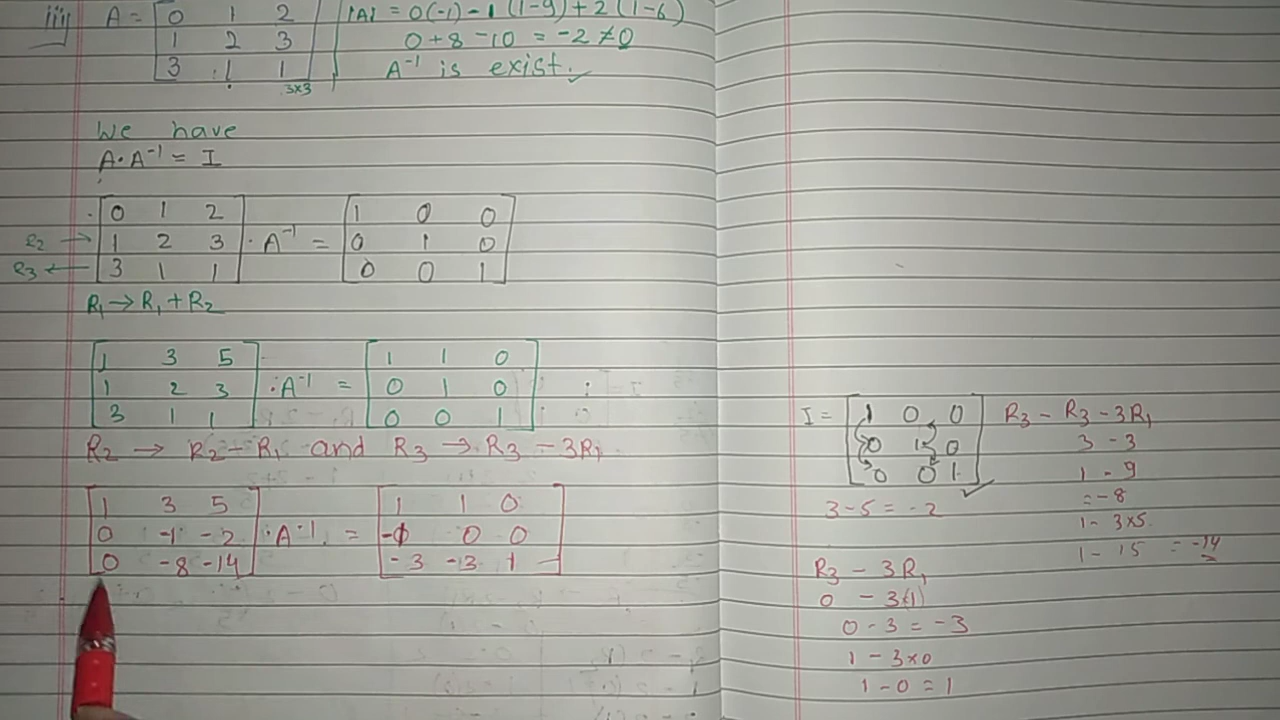 iii) A = [0 1 2 |A| = 0(-1) - 1(1-9) + 2(1-6)
1 2 3 0 + 8 - 10 = -2 ≠ 0
3 1 1]3×3 A⁻¹ is exist. ✓
We have
A·A⁻¹ = I
[0 1 2 [1 0 0
R2 → 1 2 3 · A⁻¹ = 0 1 0
R3 ← 3 1 1] 0 0 1]
R₁ → R₁ + R₂
[1 3 5 [1 1 0
1 2 3 · A⁻¹ = 0 1 0
3 1 1] 0 0 1]
R₂ → R₂ - R₁ and R₃ → R₃ - 3R₁
[1 3 5 [1 1 0
0 -1 -2 · A⁻¹ = -1 0 0
0 -8 -14] -3 -3 1]
I = [1 0 0
0 1 0
0 0 1] ✓
3-5 = -2
R₃ - R₃ - 3R₁
3 - 3
1 - 9
= -8
1 - 3×5
1 - 15 = -14
R₃ - 3R₁
0 - 3(1)
0 - 3 = -3
1 - 3×0
1 - 0 = 1